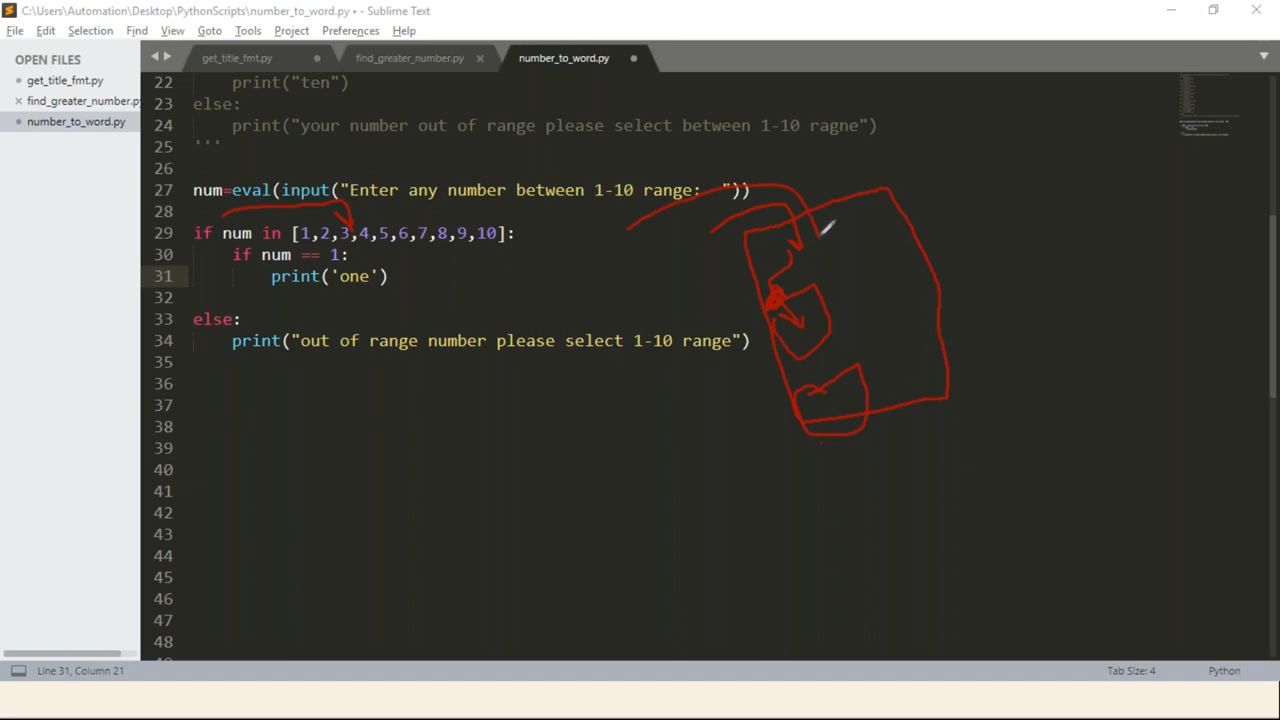 C:\Users\Automation\Desktop\PythonScripts\number_to_word.py • - Sublime Text
File Edit Selection Find View Goto Tools Project Preferences Help
OPEN FILES
get_title_fmt.py
find_greater_number.py
number_to_word.py
get_title_fmt.py find_greater_number.py number_to_word.py
22 print("ten")
23 else:
24 print("your number out of range please select between 1-10 ragne")
25 '''
26
27 num=eval(input("Enter any number between 1-10 range:  "))
28
29 if num in [1,2,3,4,5,6,7,8,9,10]:
30 if num == 1:
31 print('one')
32
33 else:
34 print("out of range number please select 1-10 range")
35
36
37
38
39
40
41
42
43
44
45
46
47
48
Line 31, Column 21 Tab Size: 4 Python